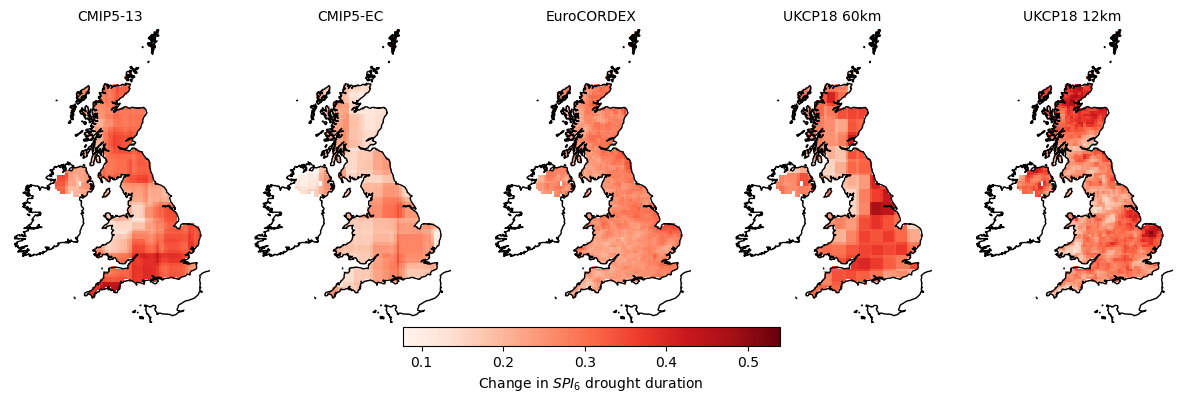 CMIP5-13 CMIP5-EC EuroCORDEX UKCP18 60km UKCP18 12km
0.1 0.2 0.3 0.4 0.5
Change in SPI₆ drought duration